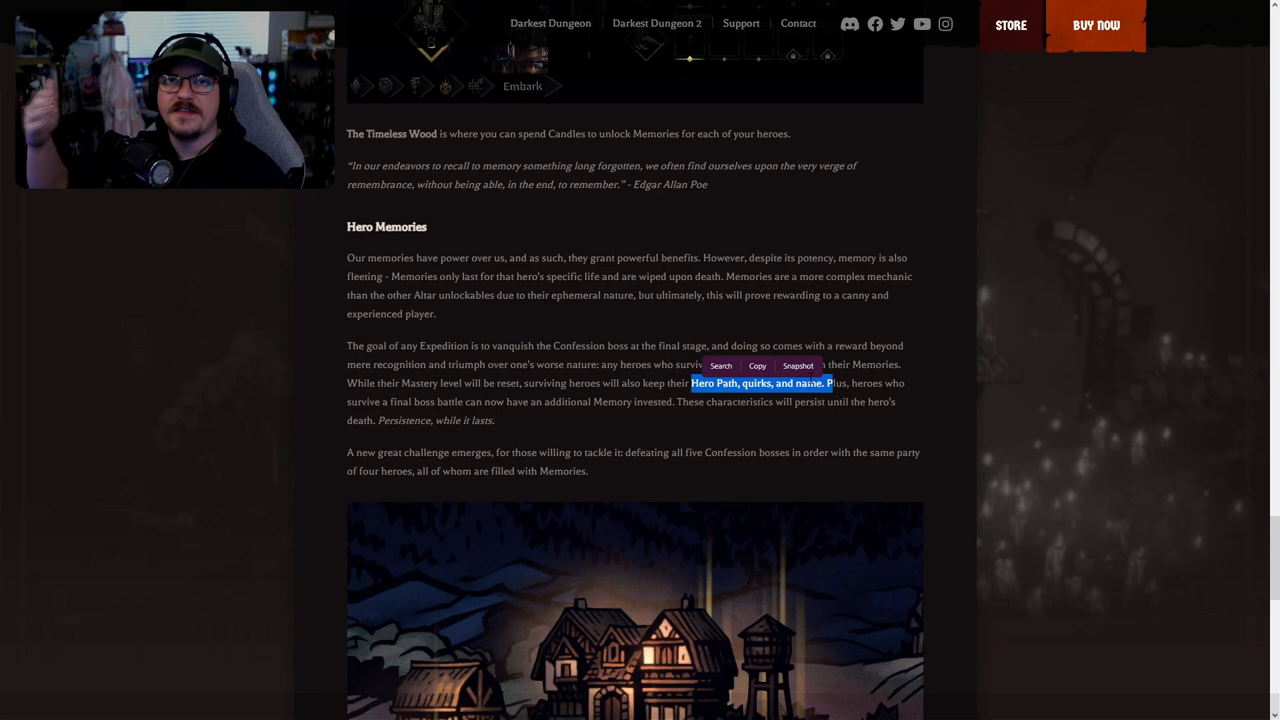 Darkest Dungeon
Darkest Dungeon 2
Support
Contact
STORE
BUY NOW
8
Embark
The Timeless Wood is where you can spend Candles to unlock Memories for each of your heroes.
“In our endeavors to recall to memory something long forgotten, we often find ourselves upon the very verge of
remembrance, without being able, in the end, to remember.” - Edgar Allan Poe
Hero Memories
Our memories have power over us, and as such, they grant powerful benefits. However, despite its potency, memory is also
fleeting - Memories only last for that hero’s specific life and are wiped upon death. Memories are a more complex mechanic
than the other Altar unlockables due to their ephemeral nature, but ultimately, this will prove rewarding to a canny and
experienced player.
The goal of any Expedition is to vanquish the Confession boss at the final stage, and doing so comes with a reward beyond
mere recognition and triumph over one’s worse nature: any heroes who their Memories.
Search
Copy
Snapshot
While their Mastery level will be reset, surviving heroes will also keep their Hero Path, quirks, and name. Plus, heroes who
survive a final boss battle can now have an additional Memory invested. These characteristics will persist until the hero’s
death. Persistence, while it lasts.
A new great challenge emerges, for those willing to tackle it: defeating all five Confession bosses in order with the same party
of four heroes, all of whom are filled with Memories.